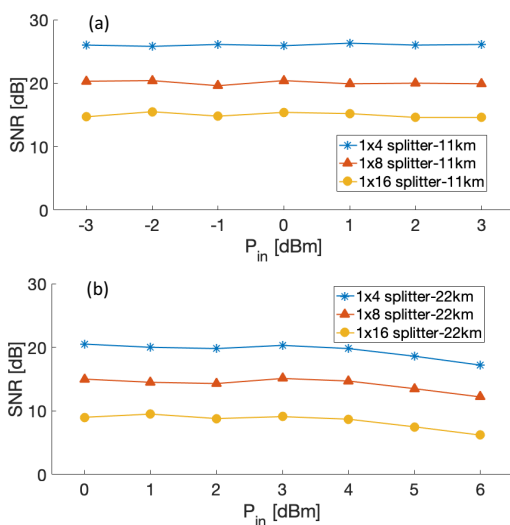 (a)
30
20
10
0
SNR [dB]
1x4 splitter-11km
1x8 splitter-11km
1x16 splitter-11km
-3 -2 -1 0 1 2 3
P_in [dBm]
(b)
30
20
10
0
SNR [dB]
1x4 splitter-22km
1x8 splitter-22km
1x16 splitter-22km
0 1 2 3 4 5 6
P_in [dBm]